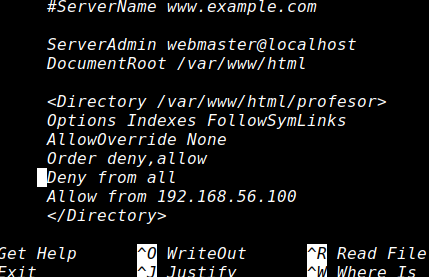 #ServerName www.example.com
ServerAdmin webmaster@localhost
DocumentRoot /var/www/html
<Directory /var/www/html/profesor>
Options Indexes FollowSymLinks
AllowOverride None
Order deny,allow
Deny from all
Allow from 192.168.56.100
</Directory>
Get Help ^O WriteOut ^R Read File
Exit ^J Justify ^W Where Is